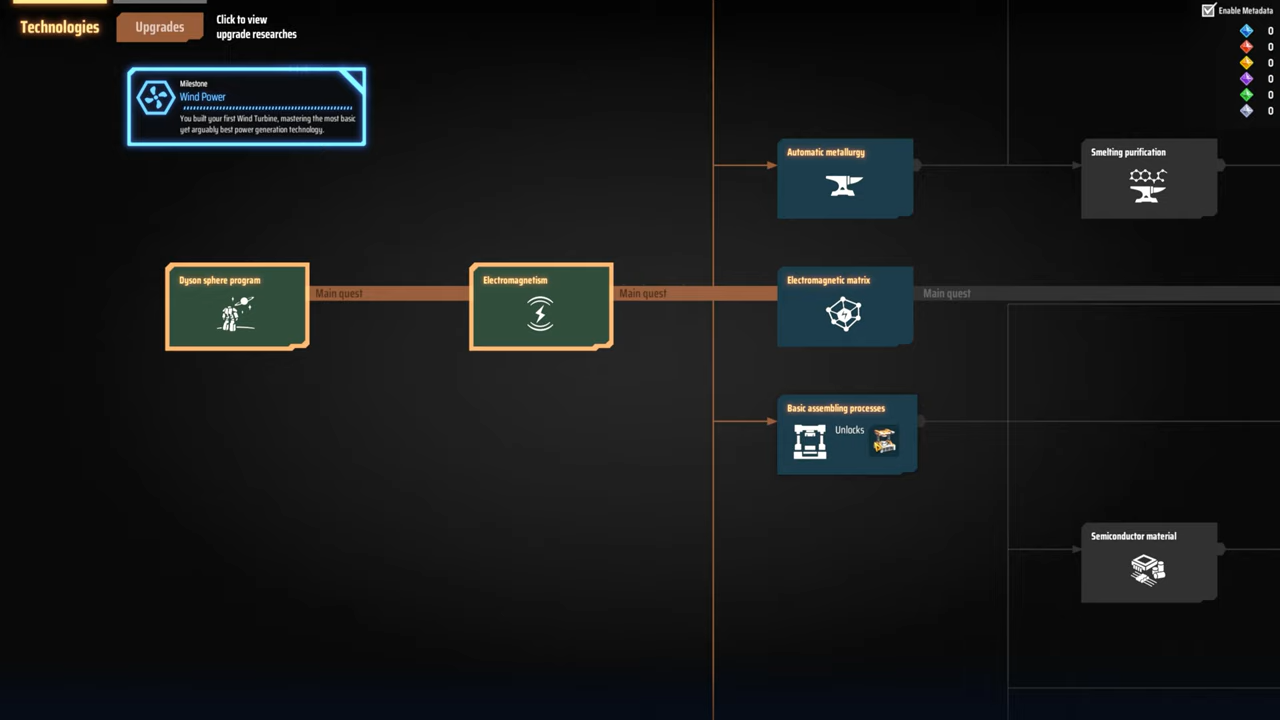 Technologies
Upgrades
Click to view
upgrade researches
Enable Metadata
0
0
0
0
0
0
Milestone
Wind Power
You built your first Wind Turbine, mastering the most basic
yet arguably best power generation technology.
Automatic metallurgy
Smelting purification
Dyson sphere program
Main quest
Electromagnetism
Main quest
Electromagnetic matrix
Main quest
Basic assembling processes
Unlocks
Semiconductor material